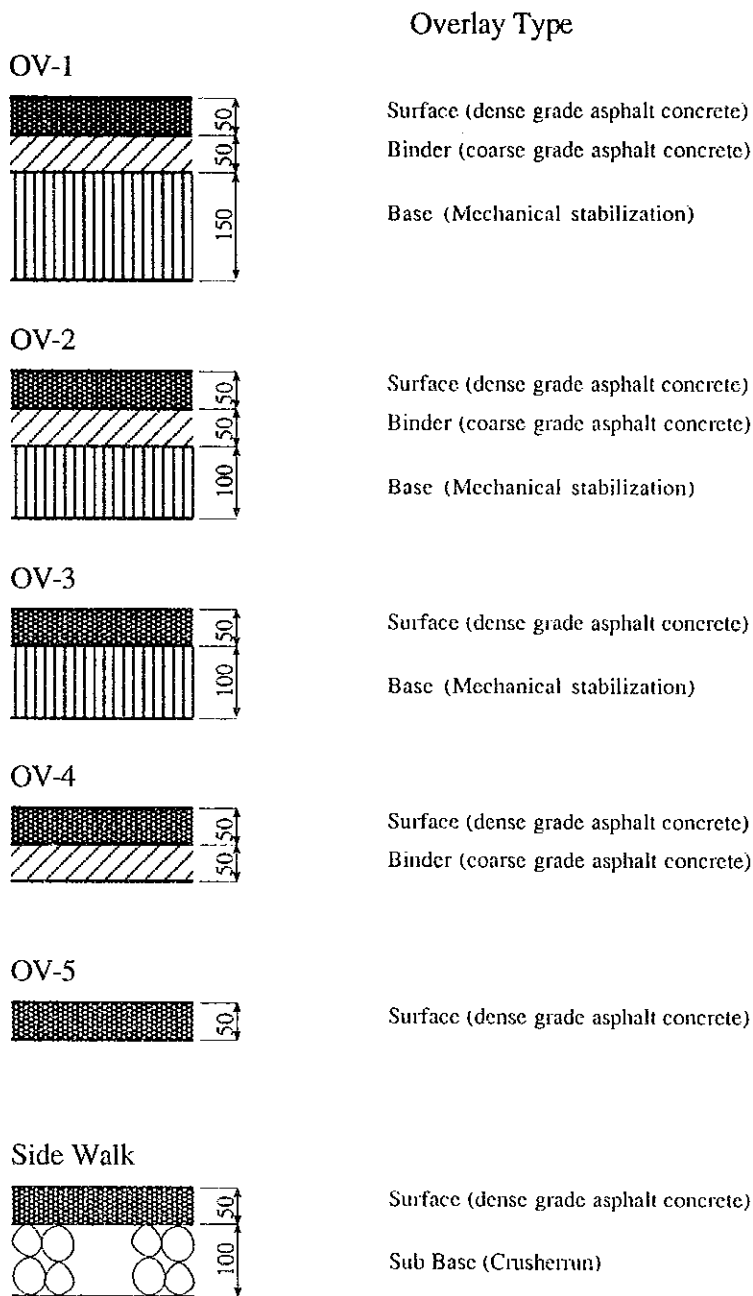 Overlay Type
OV-1
50 Surface (dense grade asphalt concrete)
50 Binder (coarse grade asphalt concrete)
150 Base (Mechanical stabilization)
OV-2
50 Surface (dense grade asphalt concrete)
50 Binder (coarse grade asphalt concrete)
100 Base (Mechanical stabilization)
OV-3
50 Surface (dense grade asphalt concrete)
100 Base (Mechanical stabilization)
OV-4
50 Surface (dense grade asphalt concrete)
50 Binder (coarse grade asphalt concrete)
OV-5
50 Surface (dense grade asphalt concrete)
Side Walk
50 Surface (dense grade asphalt concrete)
100 Sub Base (Crusherrun)